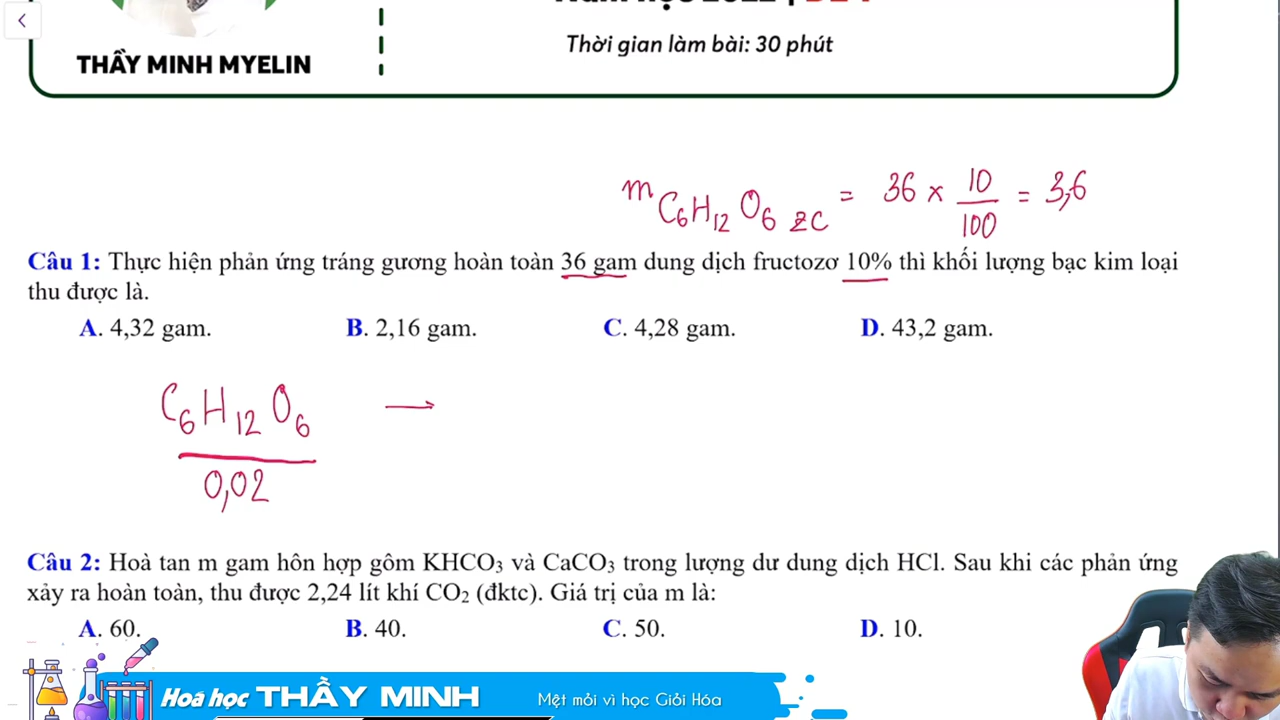 THẦY MINH MYELIN
Thời gian làm bài: 30 phút
m C₆H₁₂O₆ = 36 × 10/100 = 3,6
Câu 1: Thực hiện phản ứng tráng gương hoàn toàn 36 gam dung dịch fructozơ 10% thì khối lượng bạc kim loại
thu được là.
A. 4,32 gam. B. 2,16 gam. C. 4,28 gam. D. 43,2 gam.
C₆H₁₂O₆ →
0,02
Câu 2: Hoà tan m gam hôn hợp gôm KHCO₃ và CaCO₃ trong lượng dư dung dịch HCl. Sau khi các phản ứng
xảy ra hoàn toàn, thu được 2,24 lít khí CO₂ (đktc). Giá trị của m là:
A. 60. B. 40. C. 50. D. 10.
Hoá học THẦY MINH Mệt mỏi vì học Giỏi Hóa